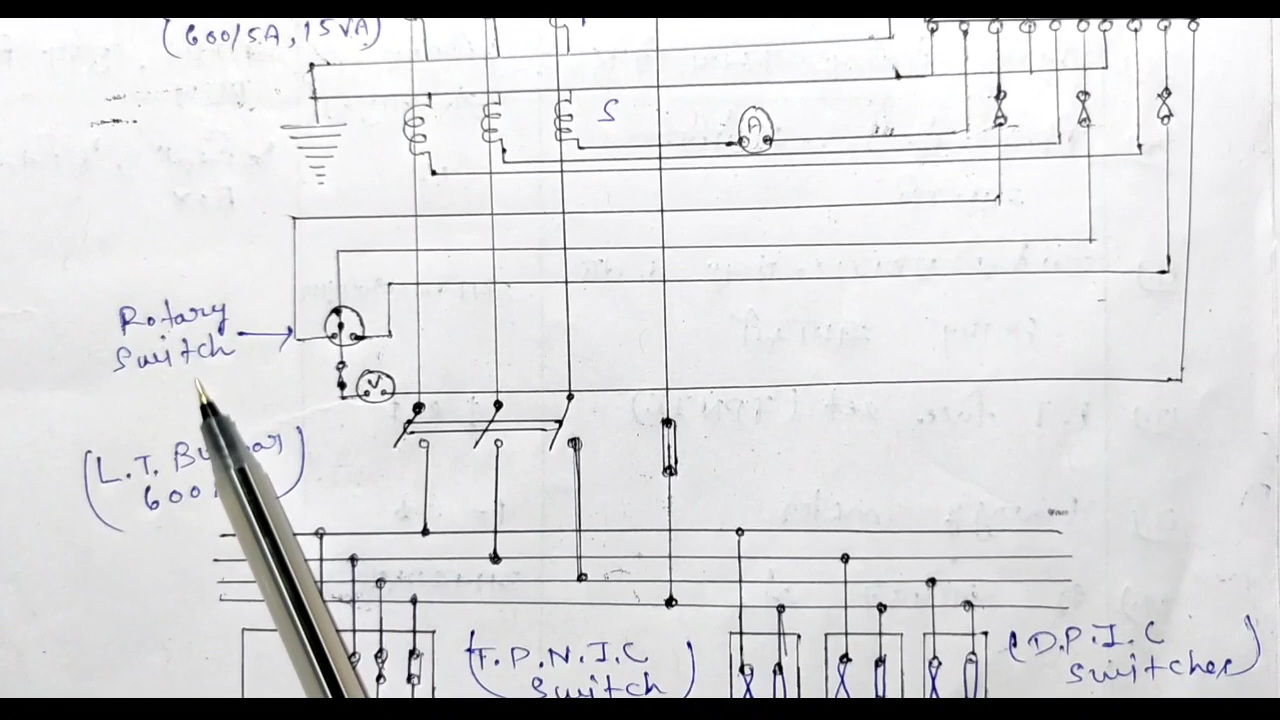 (600/5A, 15VA)
S
A
Rotary
Switch
V
(L.T. Bu
600
(T.P.N.I.C
Switch)
(D.P.I.C
Switches)